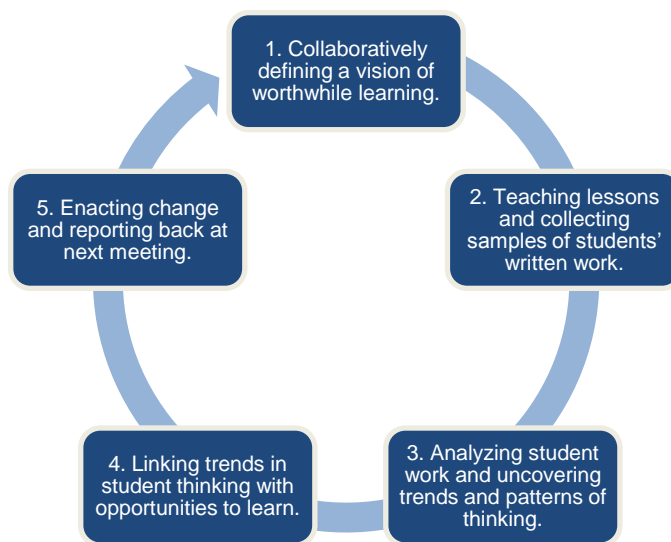 1. Collaboratively
defining a vision of
worthwhile learning.
2. Teaching lessons
and collecting
samples of students’
written work.
3. Analyzing student
work and uncovering
trends and patterns of
thinking.
4. Linking trends in
student thinking with
opportunities to learn.
5. Enacting change
and reporting back at
next meeting.